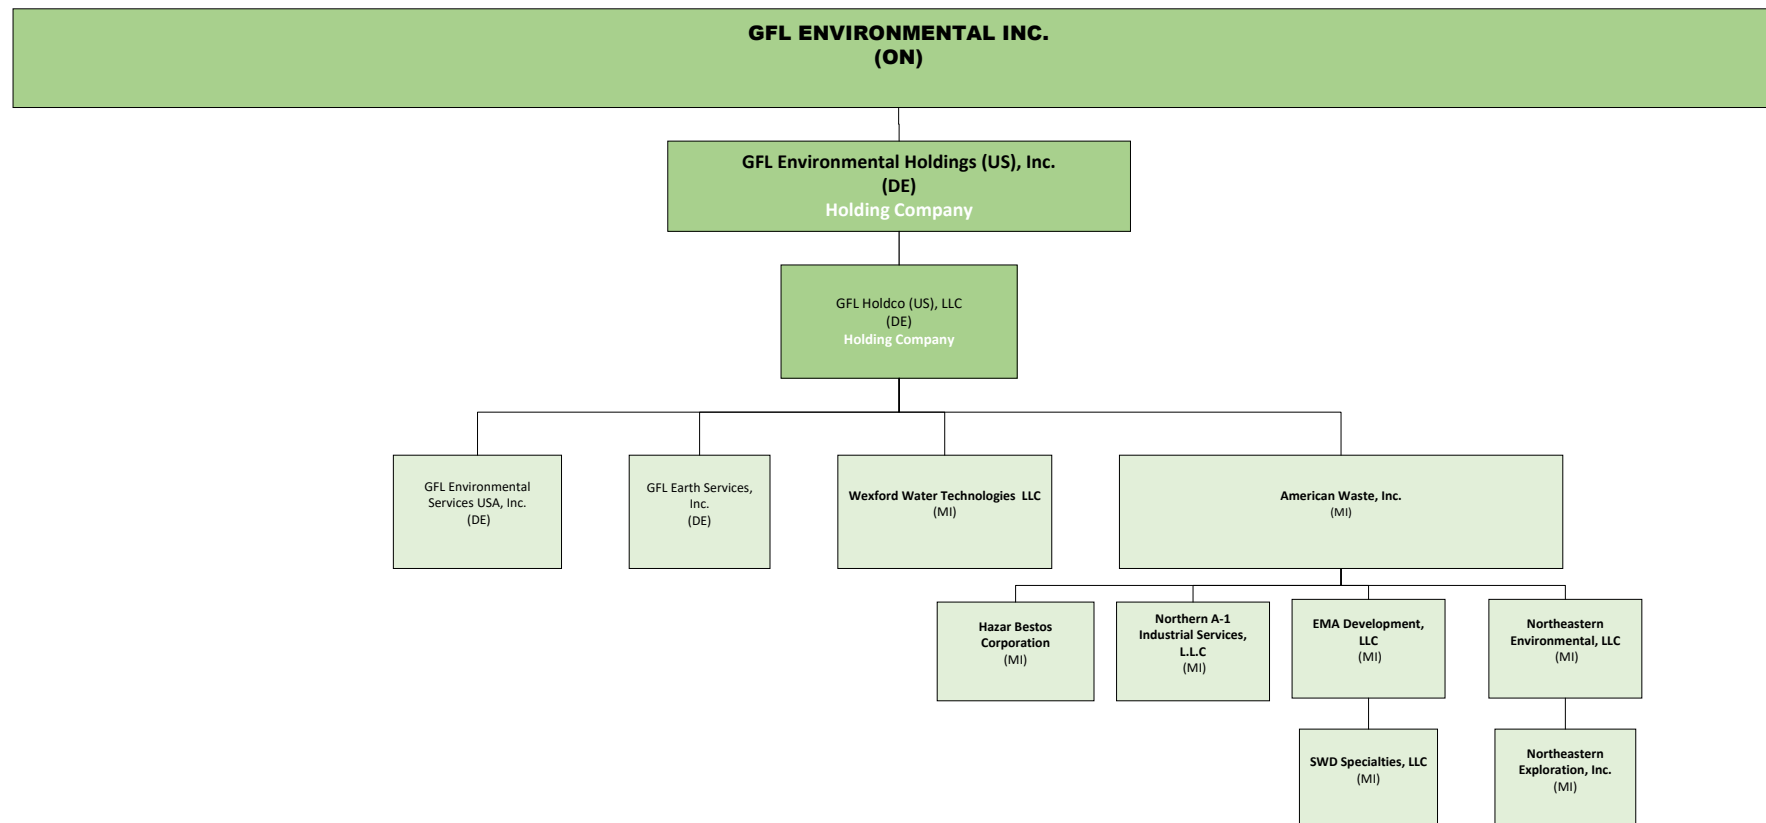 GFL ENVIRONMENTAL INC.
(ON)
GFL Environmental Holdings (US), Inc.
(DE)
Holding Company
GFL Holdco (US), LLC
(DE)
Holding Company
GFL Environmental
Services USA, Inc.
(DE)
GFL Earth Services,
Inc.
(DE)
Wexford Water Technologies  LLC
(MI)
American Waste, Inc.
(MI)
Hazar Bestos
Corporation
(MI)
Northern A-1
Industrial Services,
L.L.C
(MI)
EMA Development,
LLC
(MI)
Northeastern
Environmental, LLC
(MI)
SWD Specialties, LLC
(MI)
Northeastern
Exploration, Inc.
(MI)